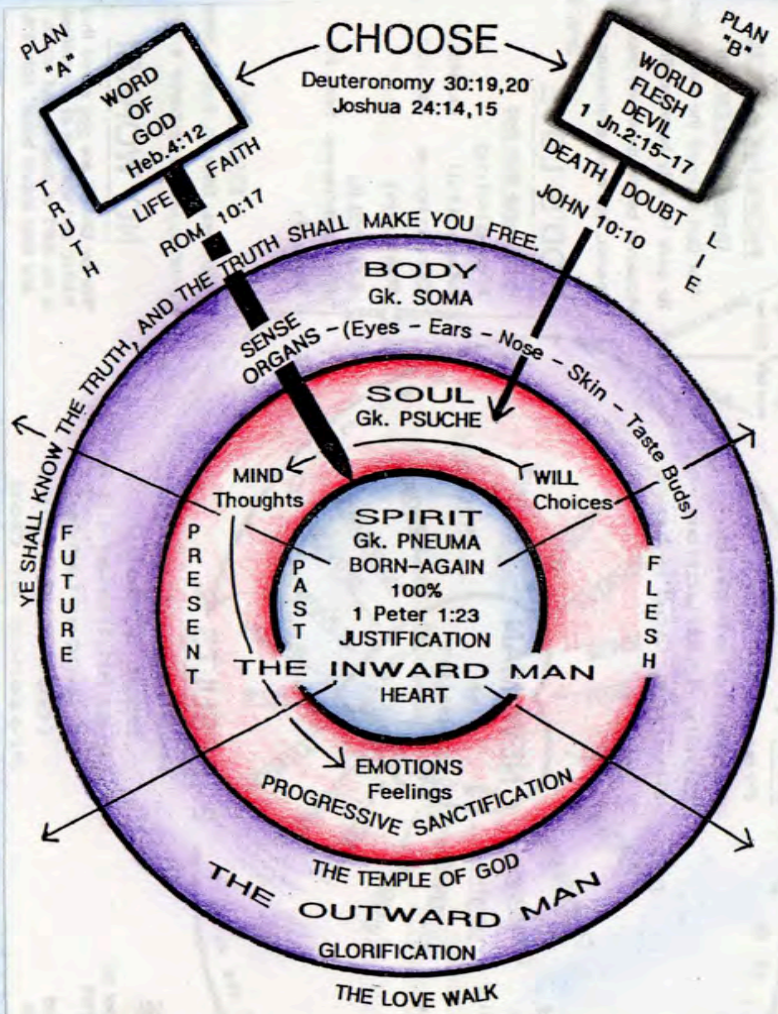 PLAN
"A"
WORD
OF
GOD
Heb.4:12
CHOOSE
Deuteronomy 30:19,20
Joshua 24:14,15
PLAN
"B"
WORLD
FLESH
DEVIL
1 Jn.2:15-17
TRUTH
LIFE FAITH
ROM 10:17
DEATH DOUBT
JOHN 10:10
LIE
YE SHALL KNOW THE TRUTH, AND THE TRUTH SHALL MAKE YOU FREE.
BODY
Gk. SOMA
SENSE
ORGANS - (Eyes - Ears - Nose - Skin - Taste Buds)
SOUL
Gk. PSUCHE
MIND
Thoughts
WILL
Choices
SPIRIT
Gk. PNEUMA
BORN-AGAIN
100%
1 Peter 1:23
JUSTIFICATION
FUTURE
PRESENT
PAST
FLESH
THE INWARD MAN
HEART
EMOTIONS
Feelings
PROGRESSIVE SANCTIFICATION
THE TEMPLE OF GOD
THE OUTWARD MAN
GLORIFICATION
THE LOVE WALK